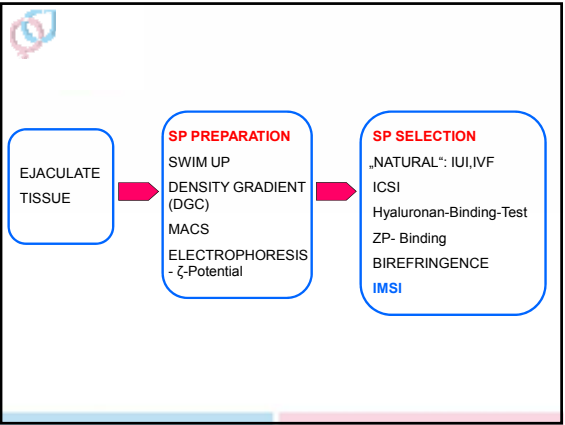 EJACULATE
TISSUE
SP PREPARATION
SWIM UP
DENSITY GRADIENT
(DGC)
MACS
ELECTROPHORESIS
- ζ-Potential
SP SELECTION
„NATURAL“: IUI,IVF
ICSI
Hyaluronan-Binding-Test
ZP- Binding
BIREFRINGENCE
IMSI